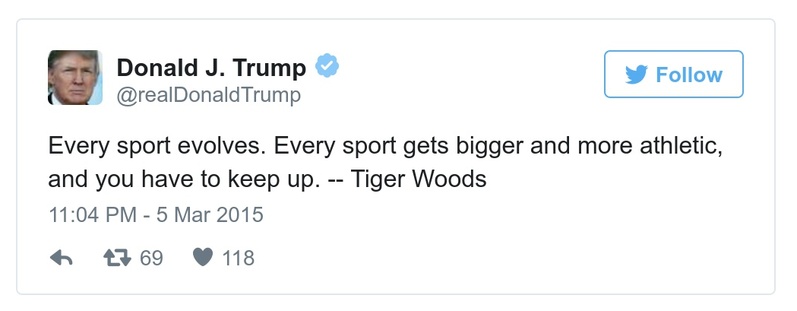 Donald J. Trump
Follow
@realDonaldTrump
Every sport evolves. Every sport gets bigger and more athletic,
and you have to keep up. -- Tiger Woods
11:04 PM - 5 Mar 2015
69 118